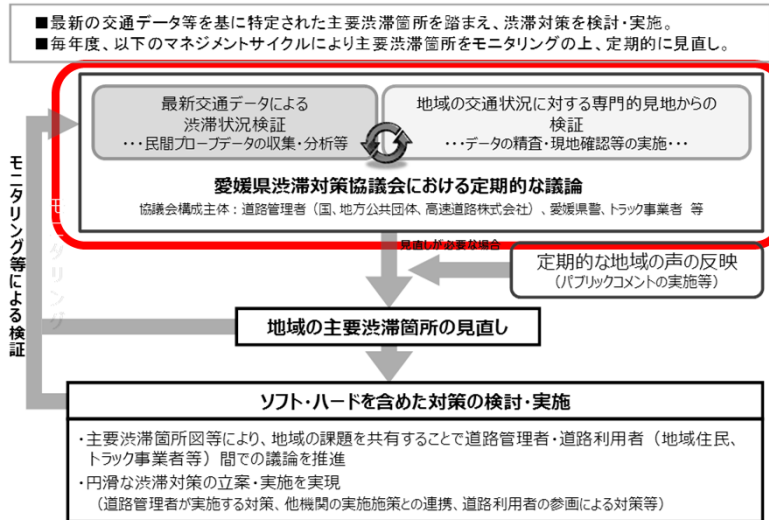 ■最新の交通データ等を基に特定された主要渋滞箇所を踏まえ、渋滞対策を検討・実施。
■毎年度、以下のマネジメントサイクルにより主要渋滞箇所をモニタリングの上、定期的に見直し。
最新交通データによる
渋滞状況検証
・・・民間プローブデータの収集・分析等
地域の交通状況に対する専門的見地からの
検証
・・・データの精査・現地確認等の実施・・・
愛媛県渋滞対策協議会における定期的な議論
協議会構成主体：道路管理者（国、地方公共団体、高速道路株式会社）、愛媛県警、トラック事業者 等
見直しが必要な場合
定期的な地域の声の反映
（パブリックコメントの実施等）
モニタリング等による検証
モニタリング
地域の主要渋滞箇所の見直し
ソフト・ハードを含めた対策の検討・実施
・主要渋滞箇所図等により、地域の課題を共有することで道路管理者・道路利用者（地域住民、
トラック事業者等）間での議論を推進
・円滑な渋滞対策の立案・実施を実現
（道路管理者が実施する対策、他機関の実施施策との連携、道路利用者の参画による対策等）